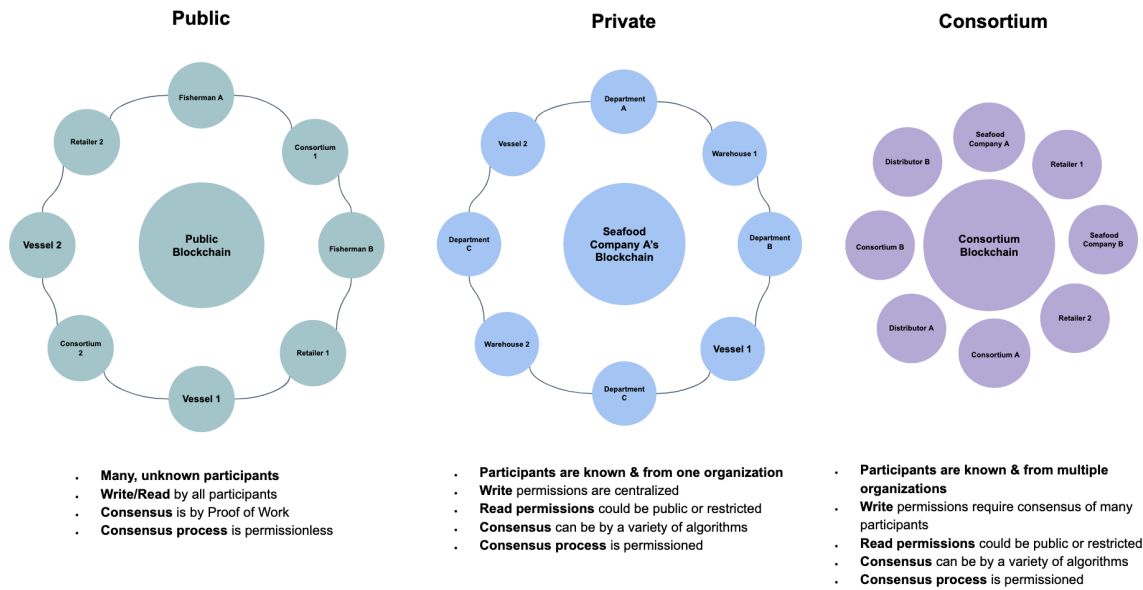 Public
Fisherman A
Retailer 2
Consortium
1
Vessel 2
Public
Blockchain
Fisherman B
Consortium
2
Retailer 1
Vessel 1
• Many, unknown participants
• Write/Read by all participants
• Consensus is by Proof of Work
• Consensus process is permissionless
Private
Department
A
Vessel 2
Warehouse 1
Department
C
Seafood
Company A's
Blockchain
Department
B
Warehouse 2
Vessel 1
Department
C
• Participants are known & from one organization
• Write permissions are centralized
• Read permissions could be public or restricted
• Consensus can be by a variety of algorithms
• Consensus process is permissioned
Consortium
Seafood
Company A
Distributor B
Retailer 1
Consortium B
Consortium
Blockchain
Seafood
Company B
Distributor A
Retailer 2
Consortium A
• Participants are known & from multiple
organizations
• Write permissions require consensus of many
participants
• Read permissions could be public or restricted
• Consensus can be by a variety of algorithms
• Consensus process is permissioned